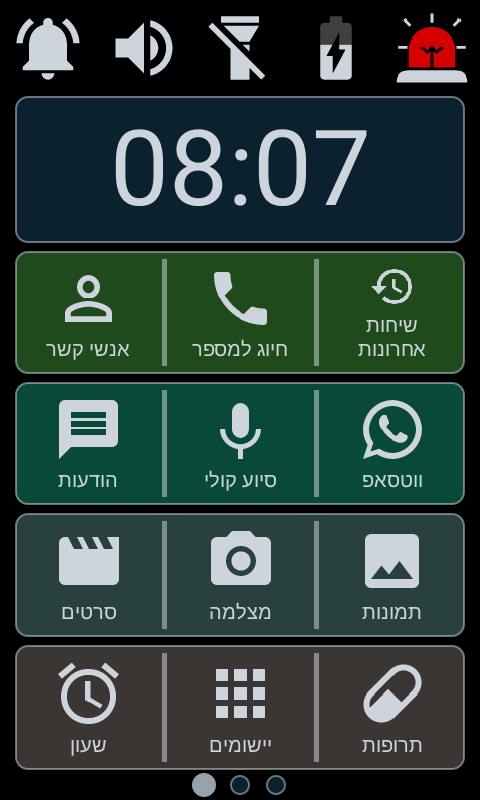 08:07
שיחות
אחרונות
חיוג למספר
אנשי קשר
ווטסאפ
סיוע קולי
הודעות
תמונות
מצלמה
סרטים
תרופות
יישומים
שעון